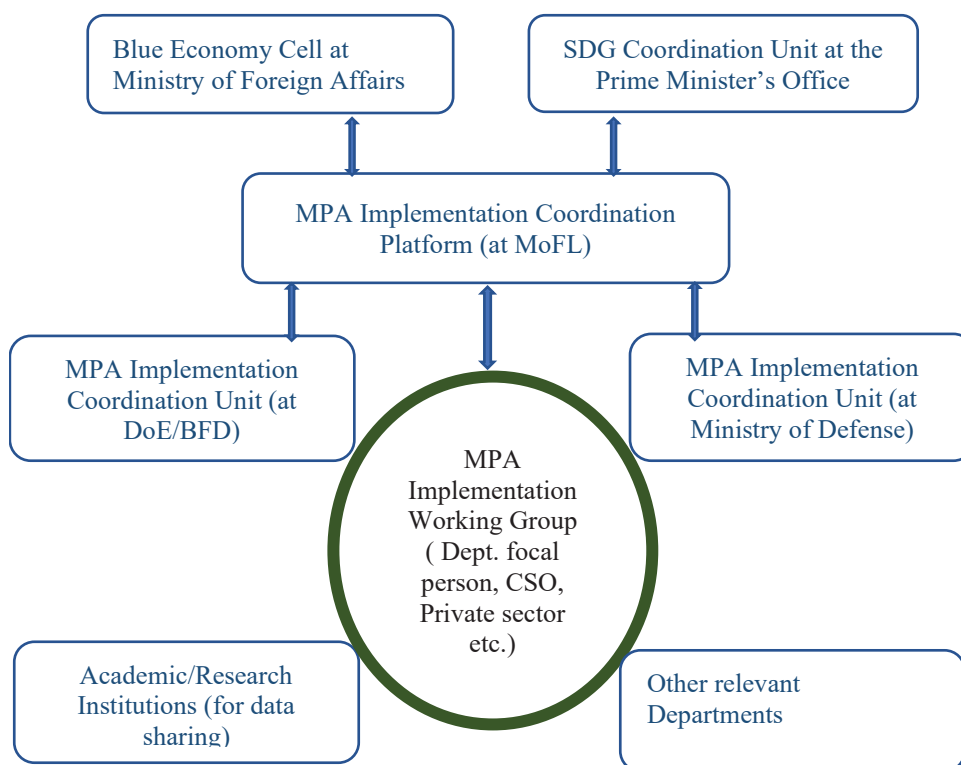 Blue Economy Cell at
Ministry of Foreign Affairs
SDG Coordination Unit at the
Prime Minister’s Office
MPA Implementation Coordination
Platform (at MoFL)
MPA Implementation
Coordination Unit (at
DoE/BFD)
MPA Implementation
Coordination Unit (at
Ministry of Defense)
MPA
Implementation
Working Group
( Dept. focal
person, CSO,
Private sector
etc.)
Academic/Research
Institutions (for data
sharing)
Other relevant
Departments